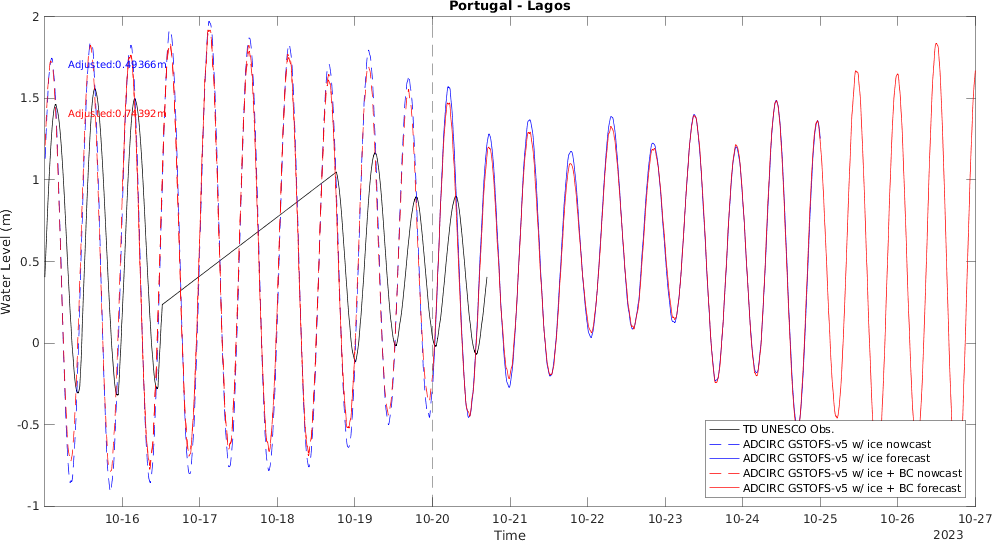 Portugal - Lagos
2
1.5
1
0.5
0
-0.5
-1
Water Level (m)
Adjusted:0.49366m
Adjusted:0.74392m
TD UNESCO Obs.
ADCIRC GSTOFS-v5 w/ ice nowcast
ADCIRC GSTOFS-v5 w/ ice forecast
ADCIRC GSTOFS-v5 w/ ice + BC nowcast
ADCIRC GSTOFS-v5 w/ ice + BC forecast
10-16 10-17 10-18 10-19 10-20 10-21 10-22 10-23 10-24 10-25 10-26 10-27
Time
2023